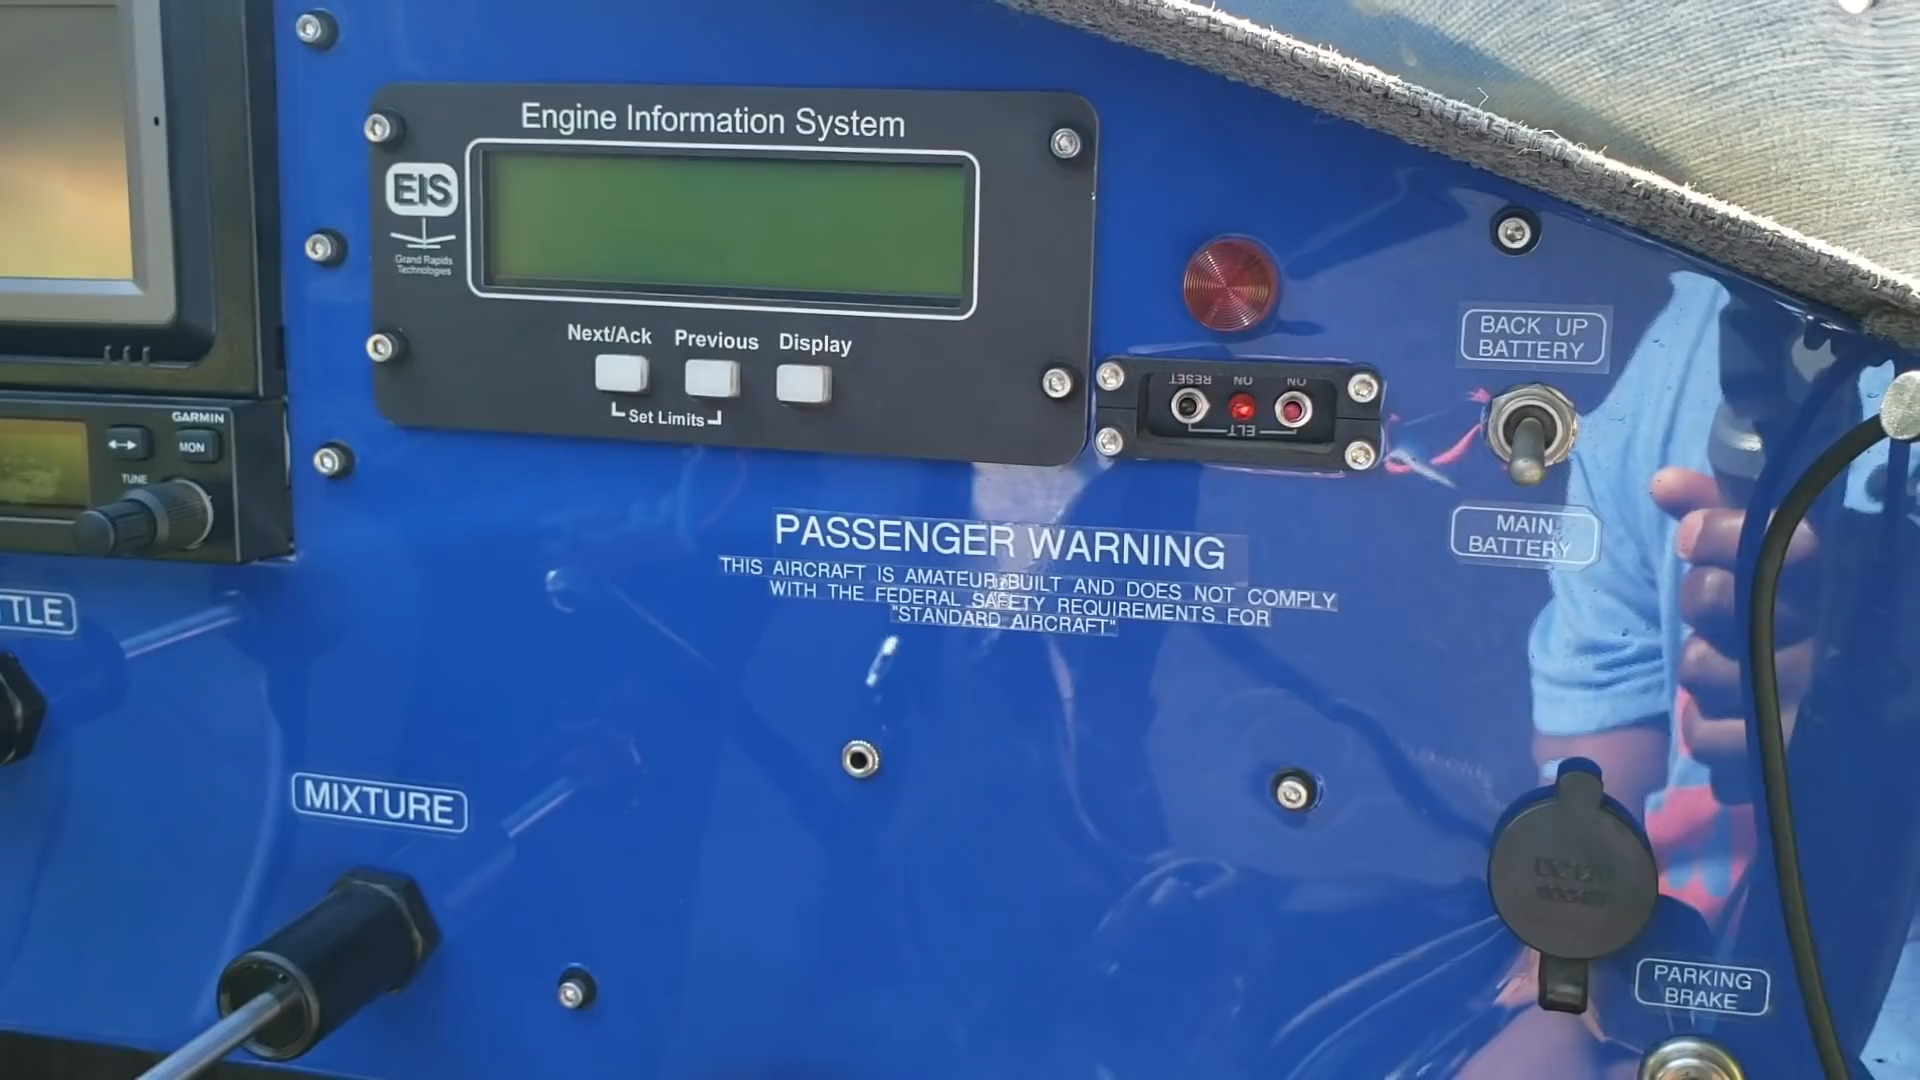 Engine Information System
EIS
Grand Rapids
Technologies
Next/Ack Previous Display
Set Limits
GARMIN
MON
TUNE
RESET
ON
ON
ELT
BACK UP
BATTERY
MAIN
BATTERY
PASSENGER WARNING
THIS AIRCRAFT IS AMATEUR-BUILT AND DOES NOT COMPLY
WITH THE FEDERAL SAFETY REQUIREMENTS FOR
"STANDARD AIRCRAFT"
TTLE
MIXTURE
PARKING
BRAKE